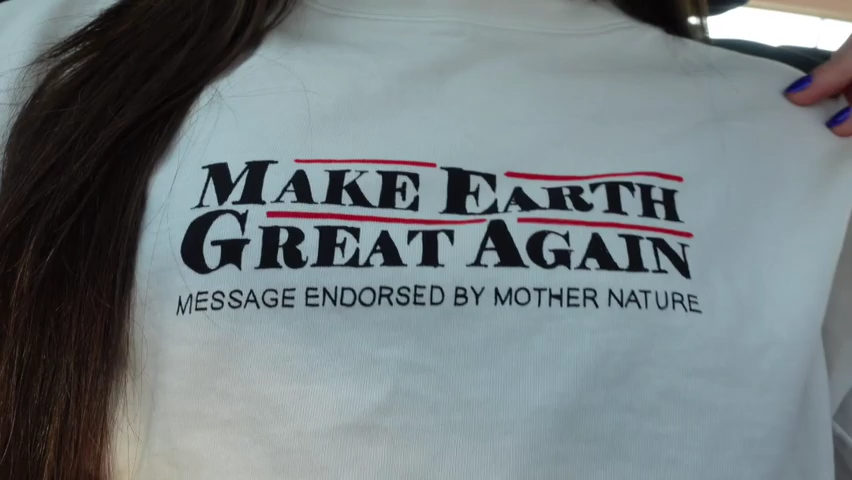 MAKE EARTH
GREAT AGAIN
MESSAGE ENDORSED BY MOTHER NATURE